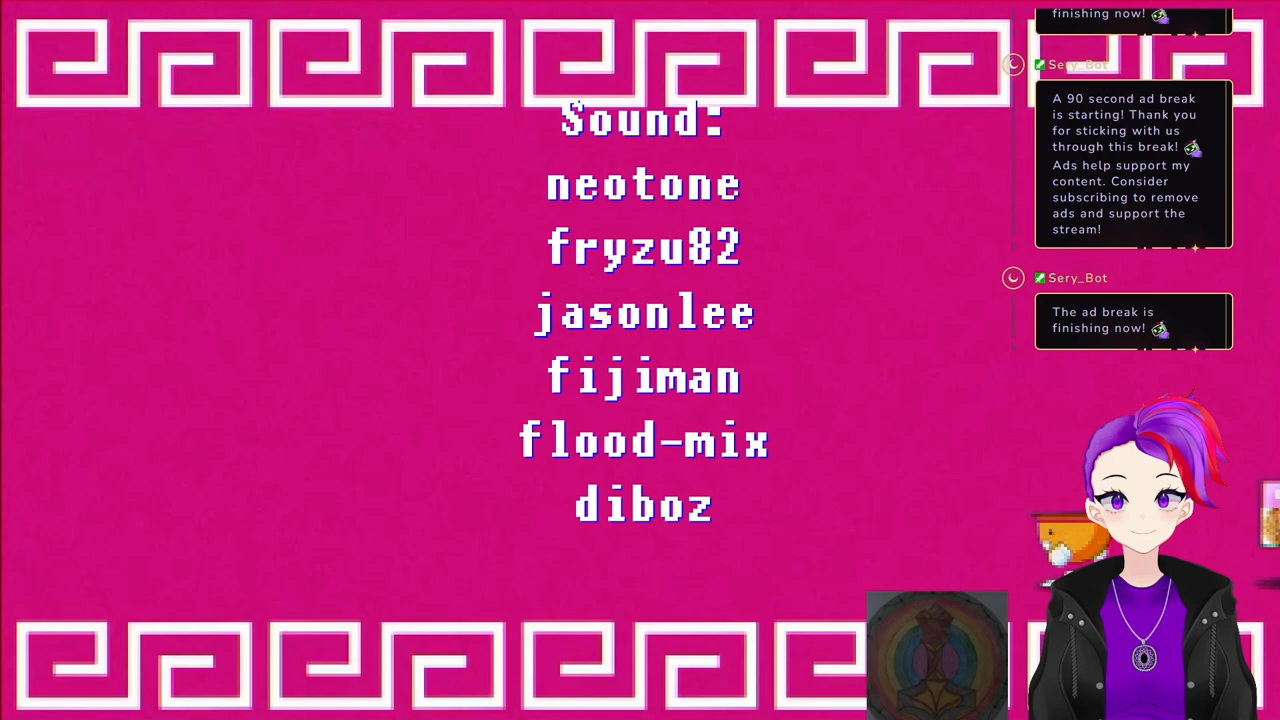 Sound:
neotone
fryzu82
jasonlee
fijiman
flood-mix
diboz
finishing now!
Sery_Bot
A 90 second ad break
is starting! Thank you
for sticking with us
through this break!
Ads help support my
content. Consider
subscribing to remove
ads and support the
stream!
Sery_Bot
The ad break is
finishing now!